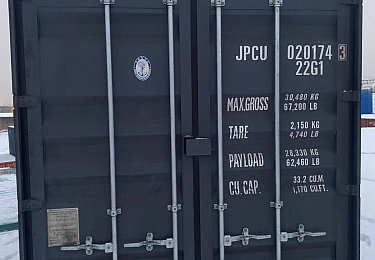 JPCU 020174 3
22G1
MAX.GROSS 30,480 KG
67,200 LB
TARE 2,150 KG
4,740 LB
PAYLOAD 28,330 KG
62,460 LB
CU. CAP. 33.2 CU.M.
1,170 CU.FT.